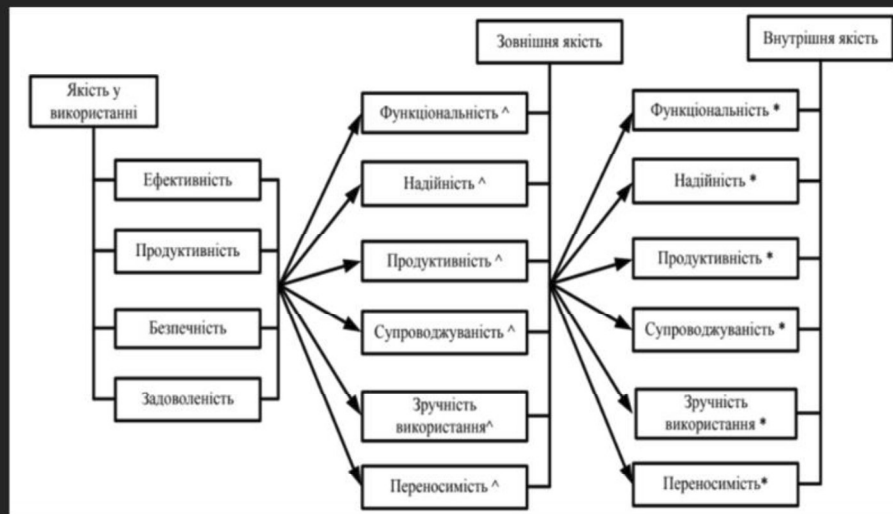 Якість у
використанні
Ефективність
Продуктивність
Безпечність
Задоволеність
Зовнішня якість
Функціональність ^
Надійність ^
Продуктивність ^
Супроводжуваність ^
Зручність
використання^
Переносимість ^
Внутрішня якість
Функціональність *
Надійність *
Продуктивність *
Супроводжуваність *
Зручність
використання *
Переносимість*